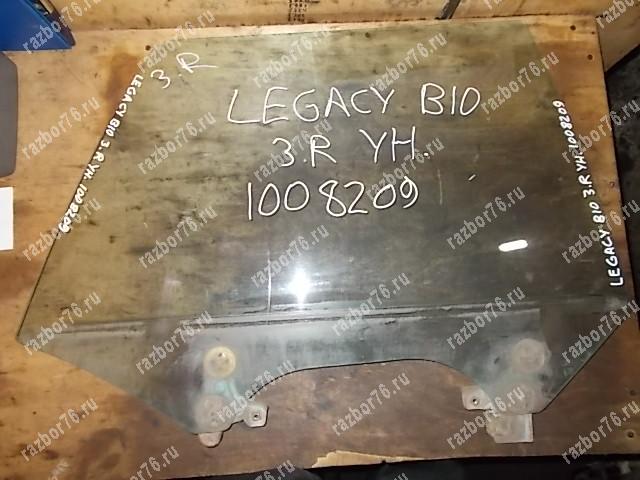 3.R
LEGACY B10
3.R YH.
1008209
LEGACY B10 3.R YH. 1008209
LEGACY B10 3.R YH. 1008209
razbor76.ru